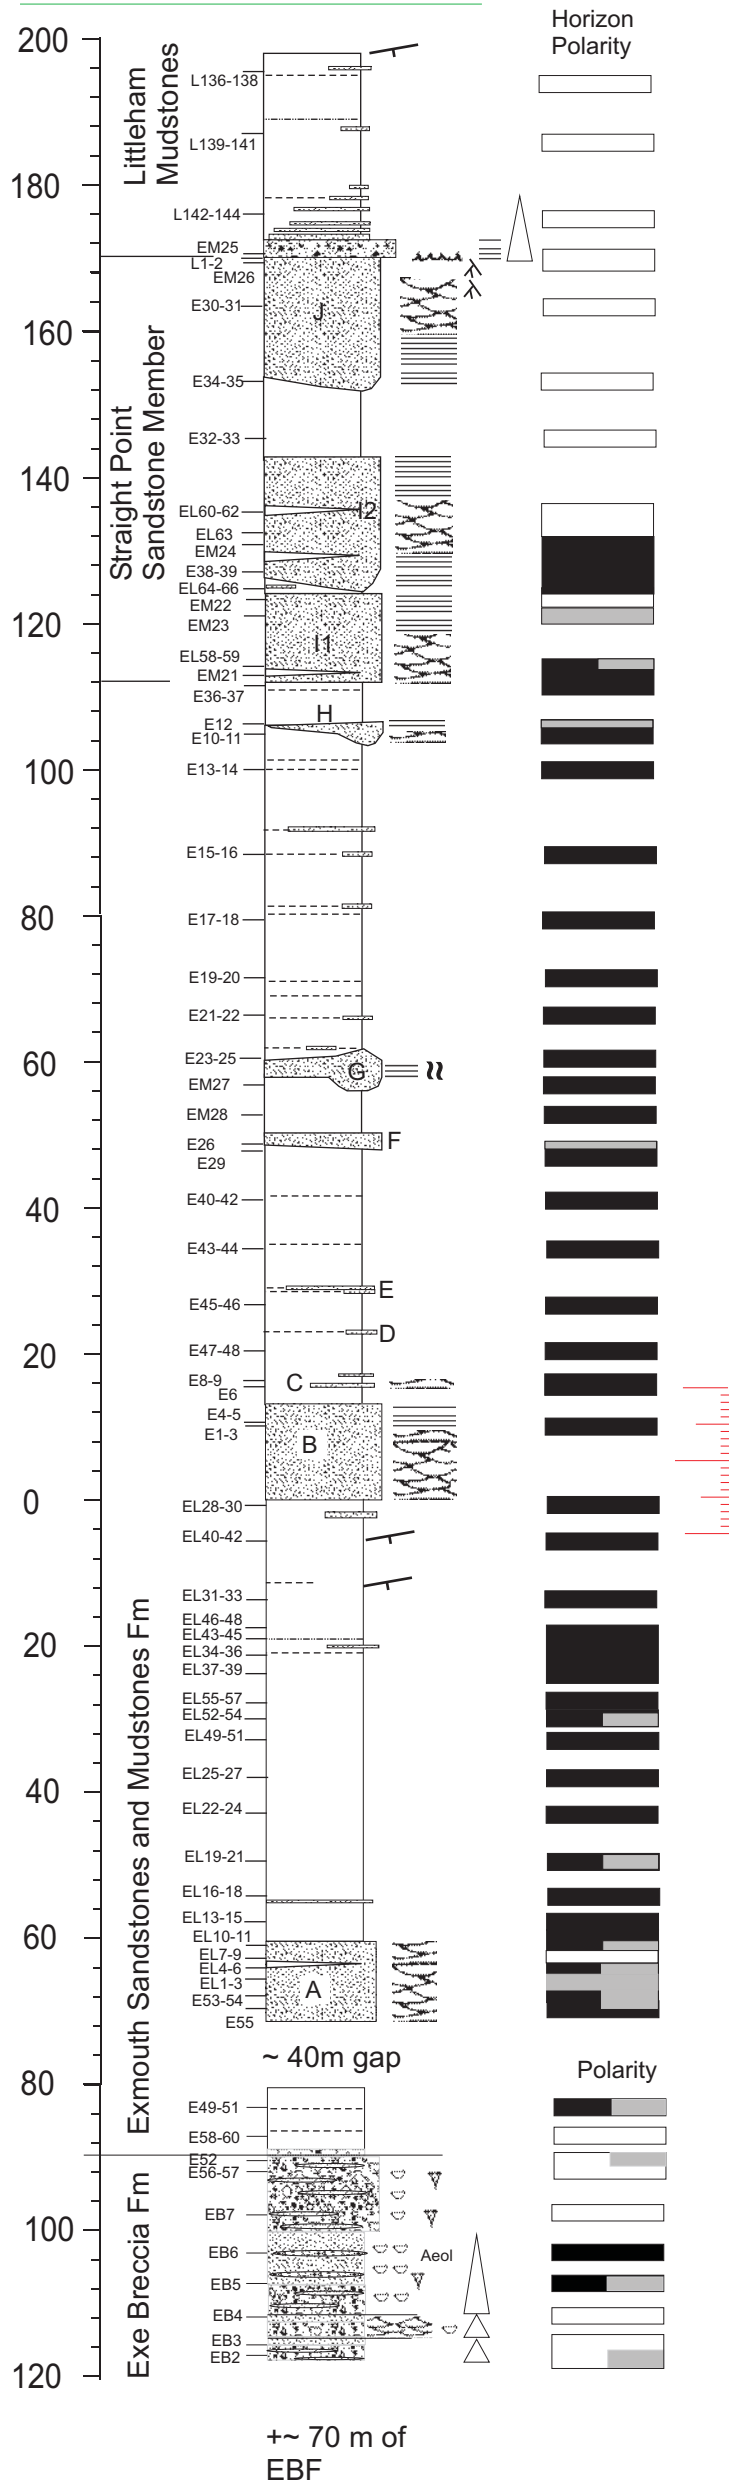 Horizon
Polarity
200
180
160
140
120
100
80
60
40
20
0
20
40
60
80
100
120
Littleham
Mudstones
Straight Point
Sandstone Member
Exmouth Sandstones and Mudstones Fm
Exe Breccia Fm
L136-138
L139-141
L142-144
EM25
L1-2
EM26
E30-31
J
E34-35
E32-33
EL60-62
I2
EL63
EM24
E38-39
EL64-66
EM22
EM23
I1
EL58-59
EM21
E36-37
H
E12
E10-11
E13-14
E15-16
E17-18
E19-20
E21-22
E23-25
G
EM27
EM28
F
E26
E29
E40-42
E43-44
E
E45-46
D
E47-48
E8-9
C
E6
E4-5
E1-3
B
EL28-30
EL40-42
EL31-33
EL46-48
EL43-45
EL34-36
EL37-39
EL55-57
EL52-54
EL49-51
EL25-27
EL22-24
EL19-21
EL16-18
EL13-15
EL10-11
EL7-9
EL4-6
EL1-3
A
E53-54
E55
~ 40m gap
Polarity
E49-51
E58-60
E52
E56-57
EB7
EB6
Aeol
EB5
EB4
EB3
EB2
+~ 70 m of
EBF